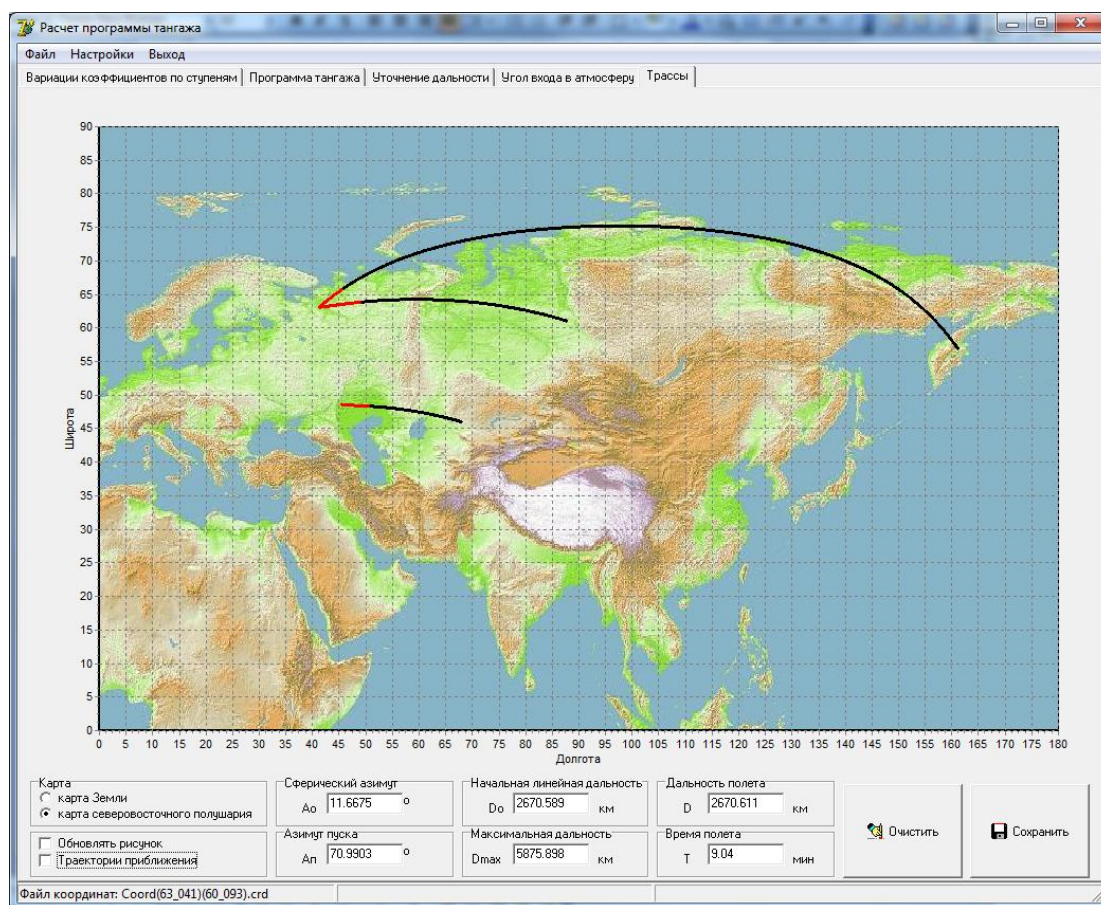 Расчет программы тангажа
Файл Настройки Выход
Вариации коэффициентов по ступеням Программа тангажа Уточнение дальности Угол входа в атмосферу Трассы
90
85
80
75
70
65
60
55
50
45
40
35
30
25
20
15
10
5
0
Широта
0 5 10 15 20 25 30 35 40 45 50 55 60 65 70 75 80 85 90 95 100 105 110 115 120 125 130 135 140 145 150 155 160 165 170 175 180
Долгота
Карта
карта Земли
карта северовосточного полушария
Обновлять рисунок
Траектории приближения
Сферический азимут
Ао 11.6675 °
Азимут пуска
Ап 70.9903 °
Начальная линейная дальность
Do 2670.589 км
Максимальная дальность
Dmax 5875.898 км
Дальность полета
D 2670.611 км
Время полета
T 9.04 мин
Очистить
Сохранить
Файл координат: Coord(63_041)(60_093).crd